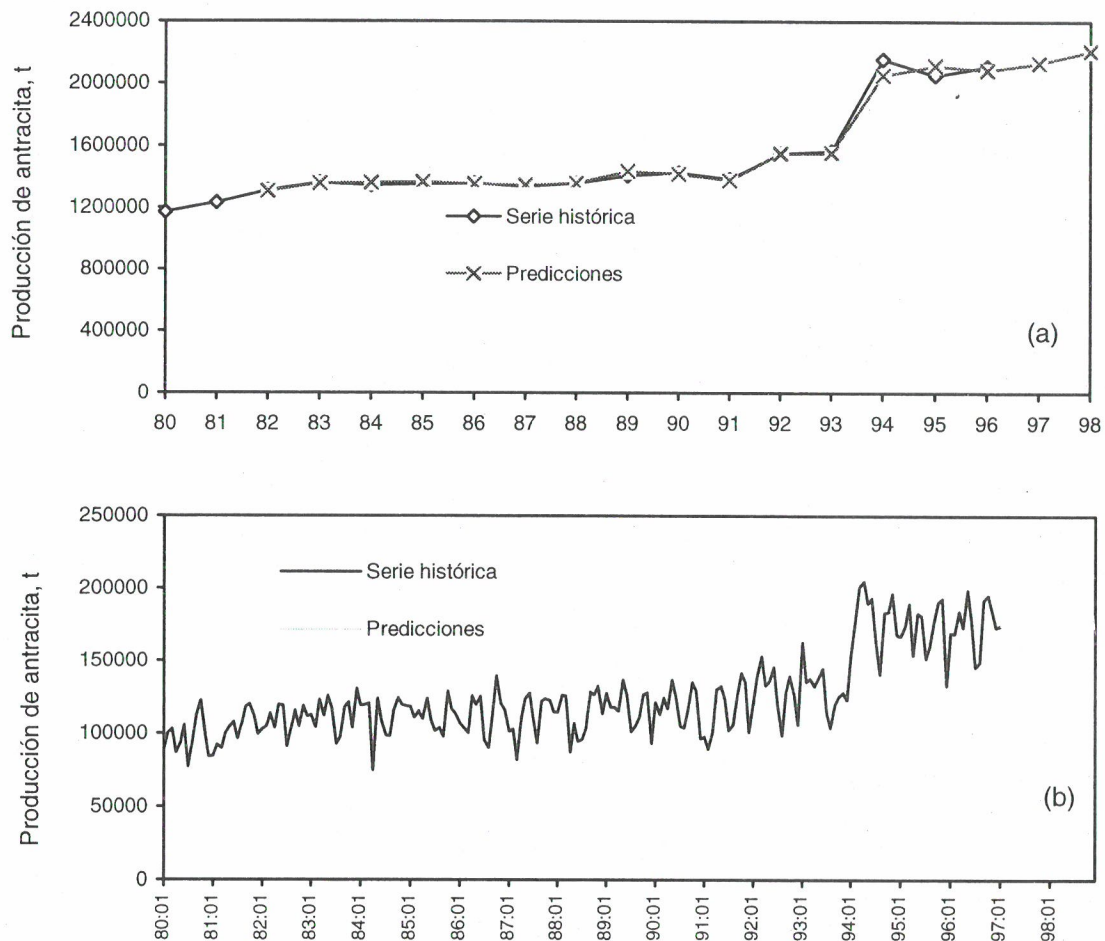 Producción de antracita, t
2400000
2000000
1600000
1200000
800000
400000
0
Serie histórica
Predicciones
(a)
80 81 82 83 84 85 86 87 88 89 90 91 92 93 94 95 96 97 98
Producción de antracita, t
250000
200000
150000
100000
50000
0
Serie histórica
Predicciones
(b)
80:01 81:01 82:01 83:01 84:01 85:01 86:01 87:01 88:01 89:01 90:01 91:01 92:01 93:01 94:01 95:01 96:01 97:01 98:01